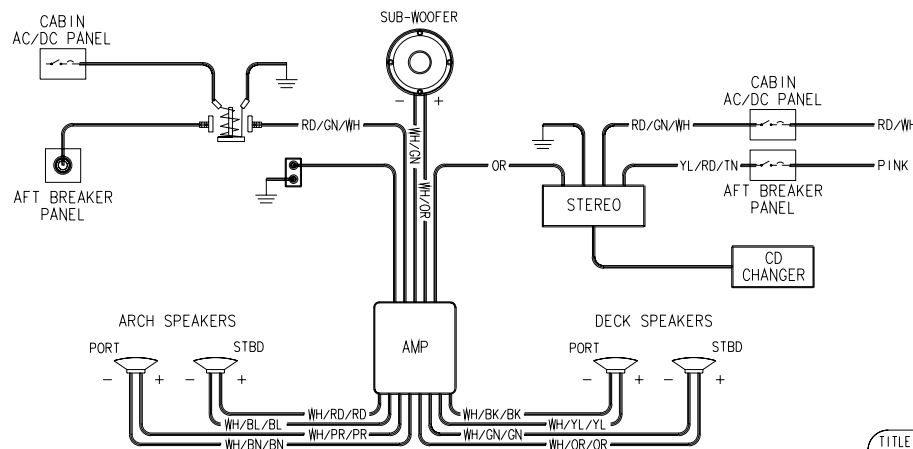 CABIN
AC/DC PANEL
SUB-WOOFER
- +
CABIN
AC/DC PANEL
RD/GN/WH
WH/GN
WH/OR
RD/GN/WH
RD/WH
OR
YL/RD/TN
PINK
AFT BREAKER
PANEL
STEREO
AFT BREAKER
PANEL
CD
CHANGER
ARCH SPEAKERS
DECK SPEAKERS
AMP
PORT
STBD
PORT
STBD
- +
- +
- +
- +
WH/RD/RD
WH/BK/BK
WH/BL/BL
WH/YL/YL
WH/PR/PR
WH/GN/GN
WH/BN/BN
WH/OR/OR
TITLE